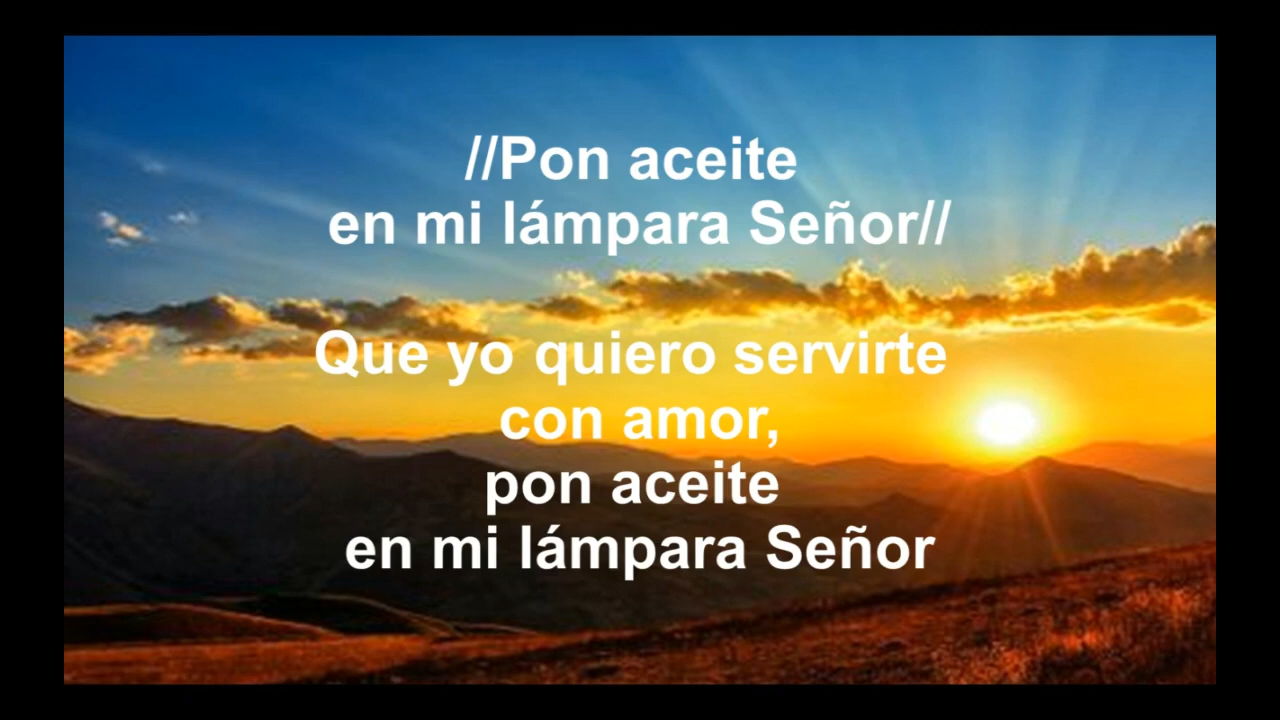 //Pon aceite
en mi lámpara Señor//
Que yo quiero servirte
con amor,
pon aceite
en mi lámpara Señor